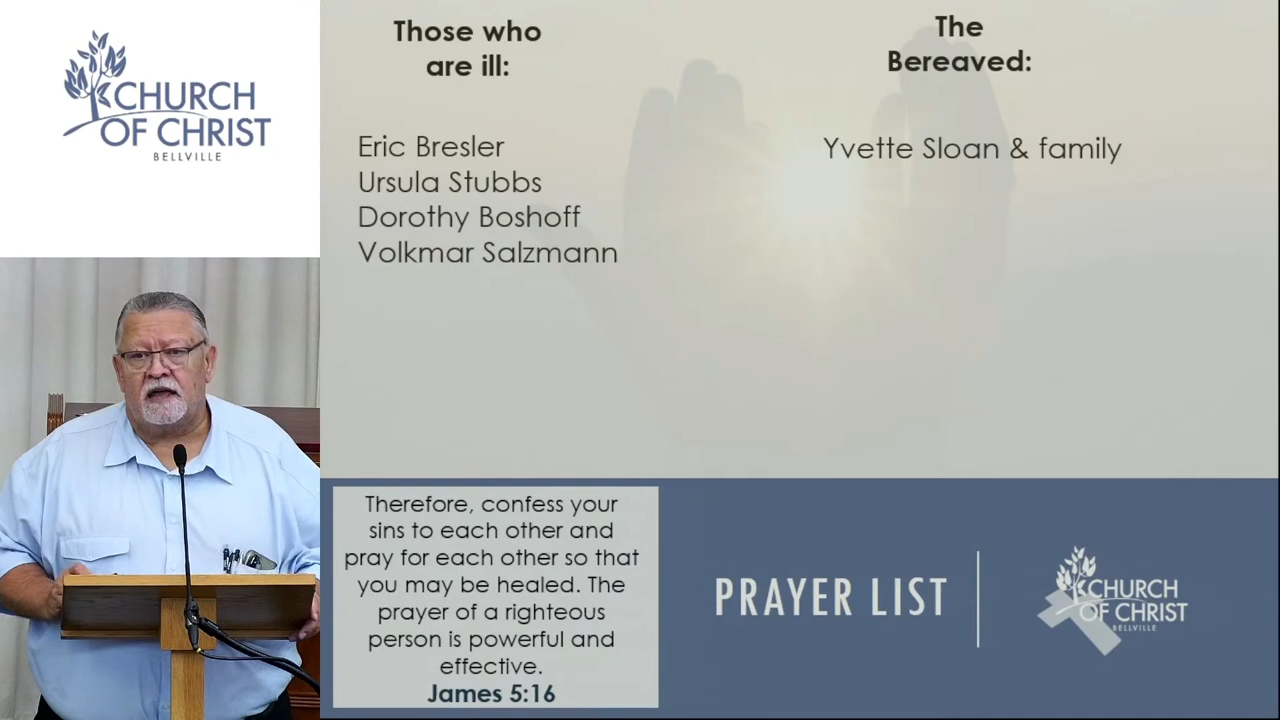 CHURCH
OF CHRIST
BELLVILLE
Those who
are ill:
Eric Bresler
Ursula Stubbs
Dorothy Boshoff
Volkmar Salzmann
The
Bereaved:
Yvette Sloan & family
Therefore, confess your
sins to each other and
pray for each other so that
you may be healed. The
prayer of a righteous
person is powerful and
effective.
James 5:16
PRAYER LIST
CHURCH
OF CHRIST
BELLVILLE